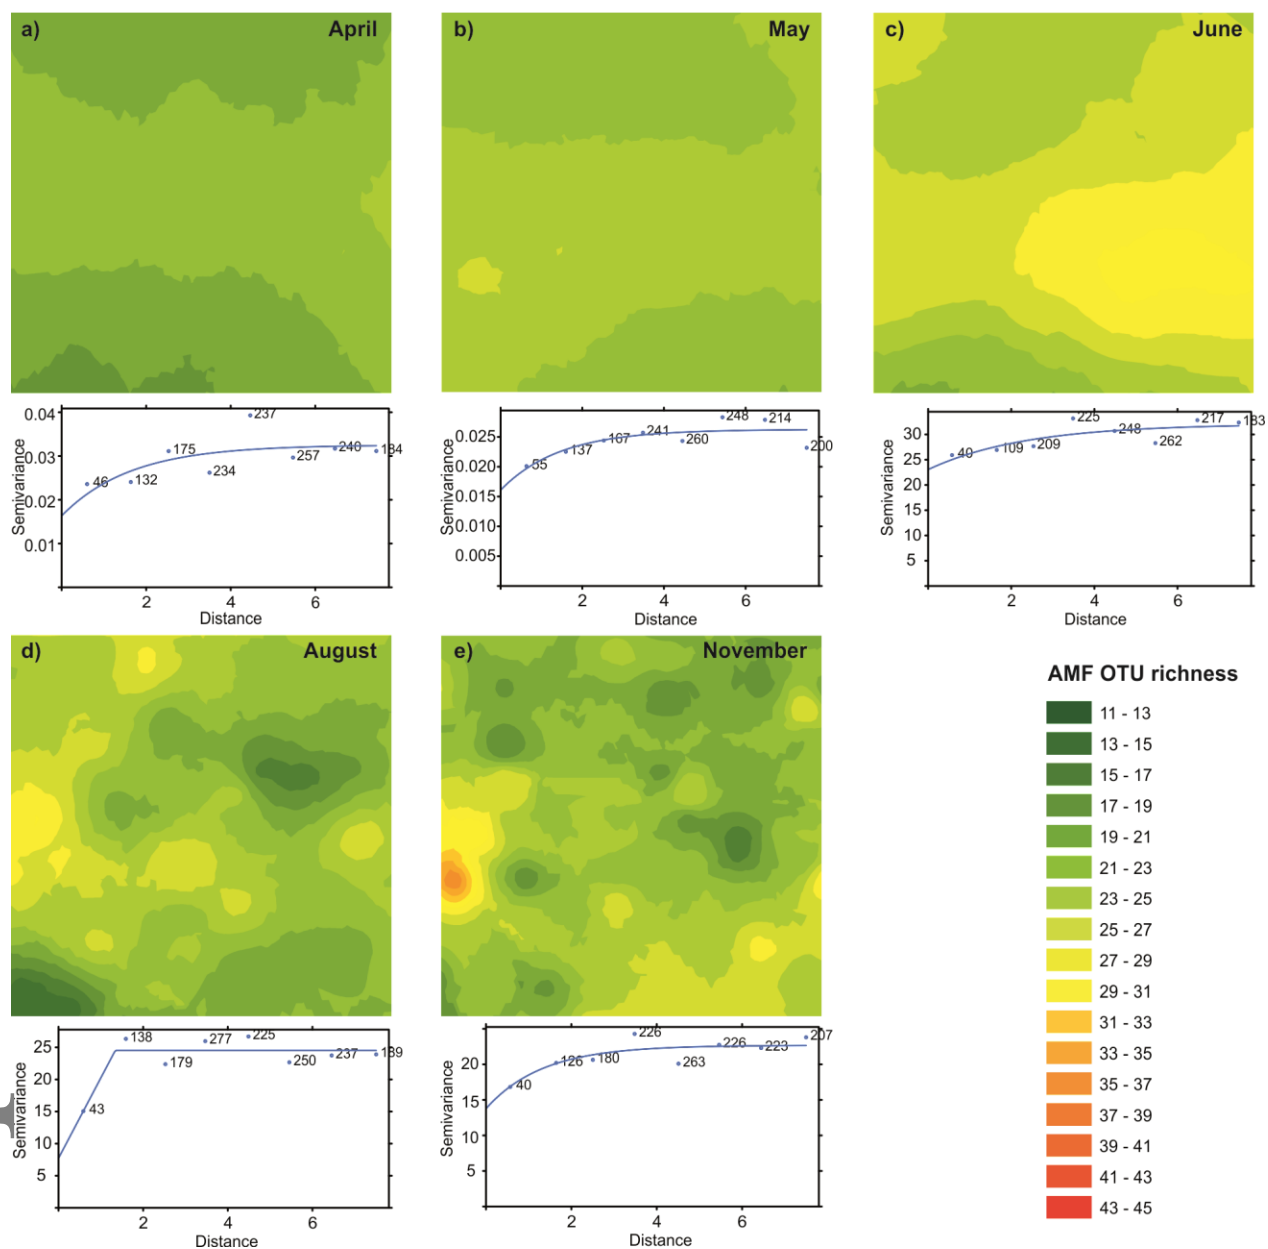 a) April
b) May
c) June
0.04
0.03
0.02
0.01
Semivariance
237
175
46
132
234
257
240
184
2 4 6
Distance
0.025
0.020
0.015
0.010
0.005
Semivariance
55
137
167
241
260
248
214
200
2 4 6
Distance
30
25
20
15
10
5
Semivariance
40
109
209
225
248
262
217
183
2 4 6
Distance
d) August
e) November
25
20
15
10
5
Semivariance
43
138
179
277
225
250
237
189
2 4 6
Distance
20
15
10
5
Semivariance
40
126
180
226
263
226
223
207
2 4 6
Distance
AMF OTU richness
11 - 13
13 - 15
15 - 17
17 - 19
19 - 21
21 - 23
23 - 25
25 - 27
27 - 29
29 - 31
31 - 33
33 - 35
35 - 37
37 - 39
39 - 41
41 - 43
43 - 45